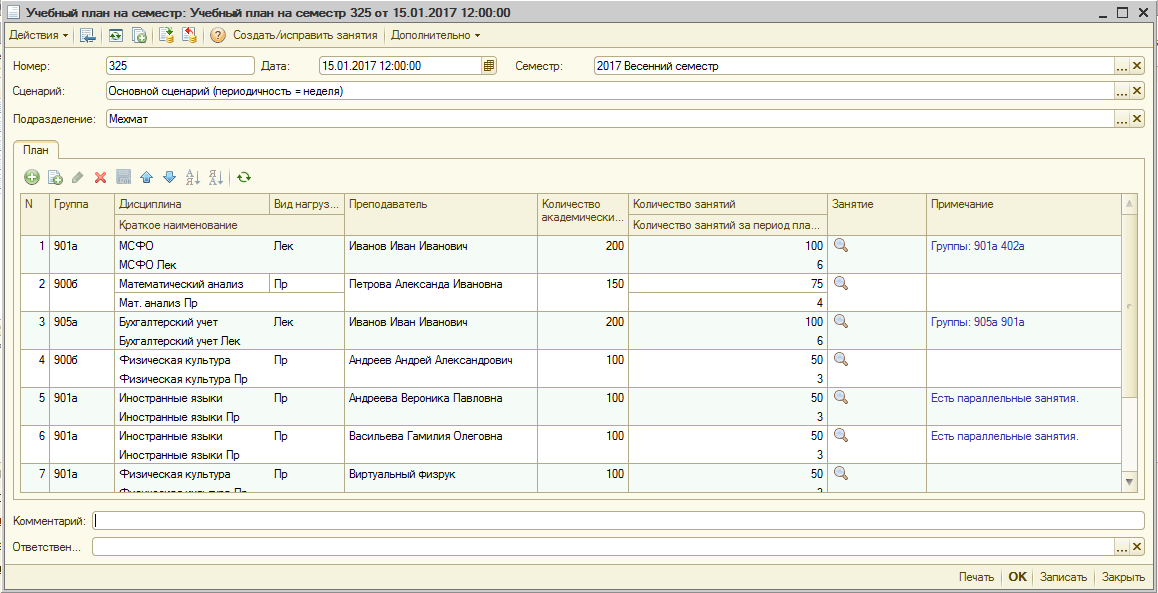 Учебный план на семестр: Учебный план на семестр 325 от 15.01.2017 12:00:00
Действия Создать/исправить занятия Дополнительно
Номер: 325 Дата: 15.01.2017 12:00:00 Семестр: 2017 Весенний семестр
Сценарий: Основной сценарий (периодичность = неделя)
Подразделение: Мехмат
План
N Группа Дисциплина Вид нагруз... Преподаватель Количество академически... Количество занятий Занятие Примечание
Краткое наименование Количество занятий за период пла...
1 901а МСФО Лек Иванов Иван Иванович 200 100 Группы: 901а 402а
МСФО Лек 6
2 900б Математический анализ Пр Петрова Александа Ивановна 150 75
Мат. анализ Пр 4
3 905а Бухгалтерский учет Лек Иванов Иван Иванович 200 100 Группы: 905а 901а
Бухгалтерский учет Лек 6
4 900б Физическая культура Пр Андреев Андрей Александрович 100 50
Физическая культура Пр 3
5 901а Иностранные языки Пр Андреева Вероника Павловна 100 50 Есть параллельные занятия.
Иностранные языки Пр 3
6 901а Иностранные языки Пр Васильева Гамилия Олеговна 100 50 Есть параллельные занятия.
Иностранные языки Пр 3
7 901а Физическая культура Пр Виртуальный физрук 100 50
Комментарий:
Ответствен...
Печать OK Записать Закрыть